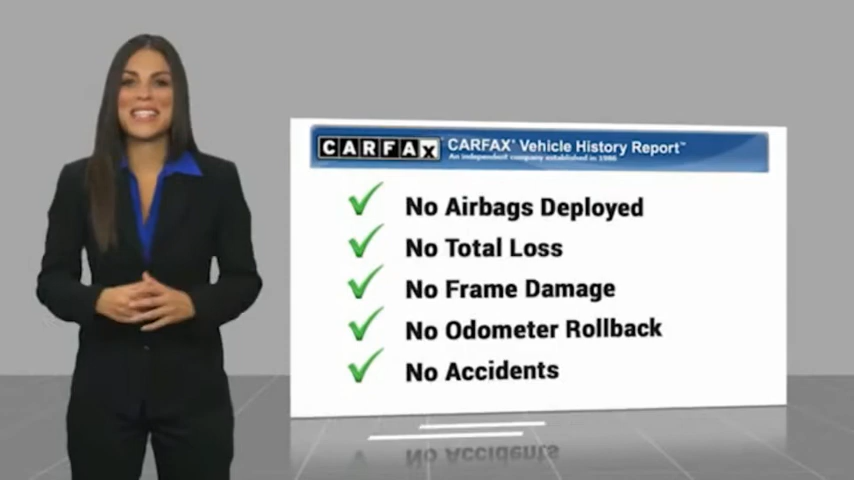 CARFAX CARFAX® Vehicle History Report™
An independent company established in 1986
No Airbags Deployed
No Total Loss
No Frame Damage
No Odometer Rollback
No Accidents
No Accidents